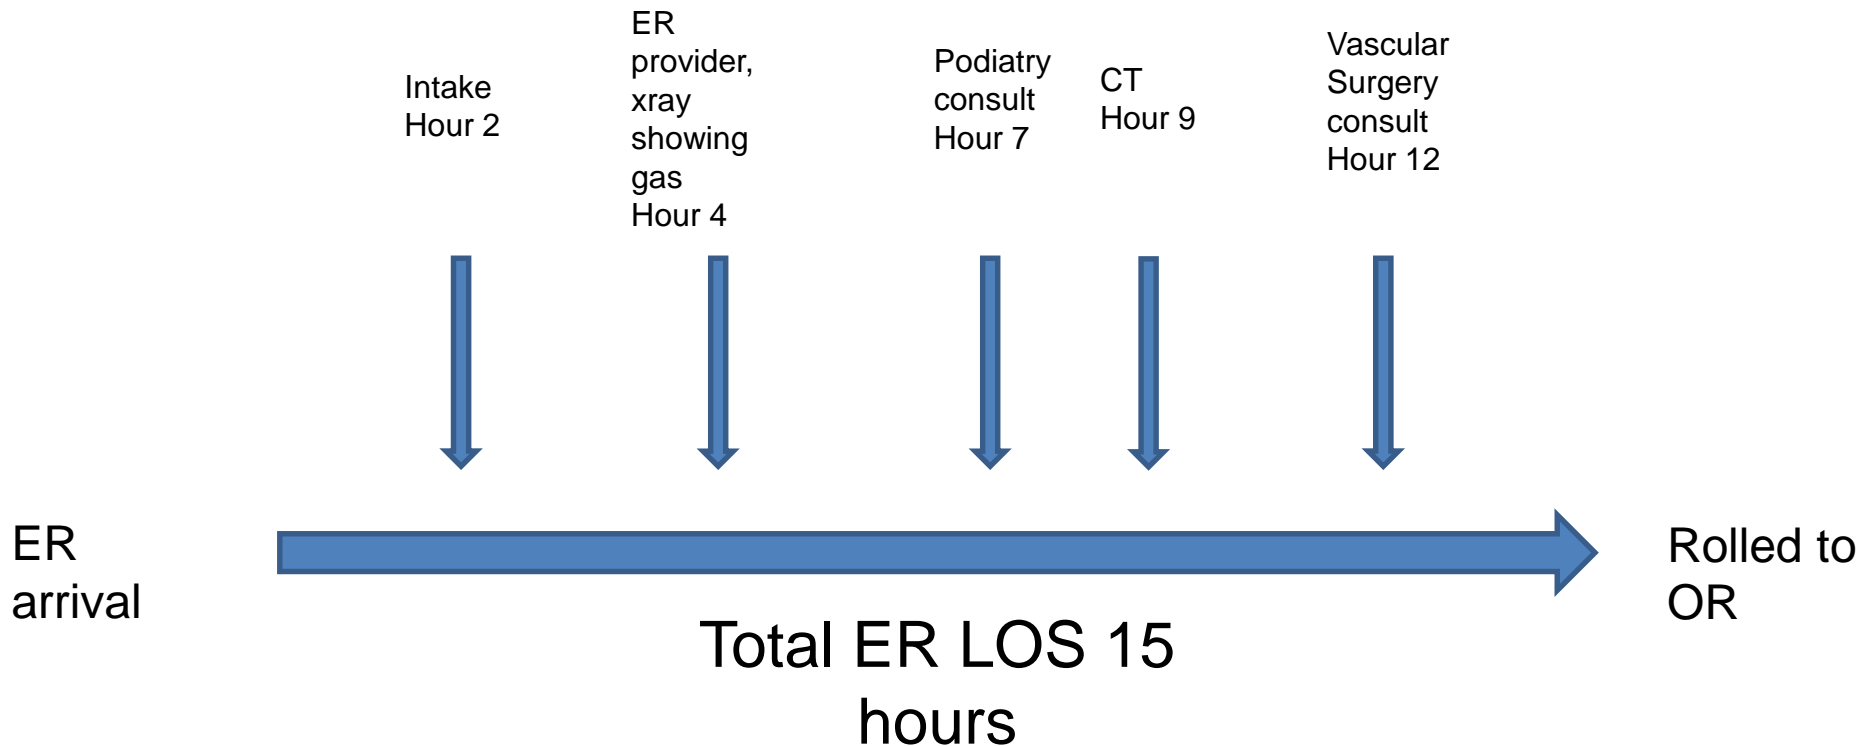 Intake
Hour 2
ER
provider,
xray
showing
gas
Hour 4
Podiatry
consult
Hour 7
CT
Hour 9
Vascular
Surgery
consult
Hour 12
ER
arrival
Rolled to
OR
Total ER LOS 15
hours